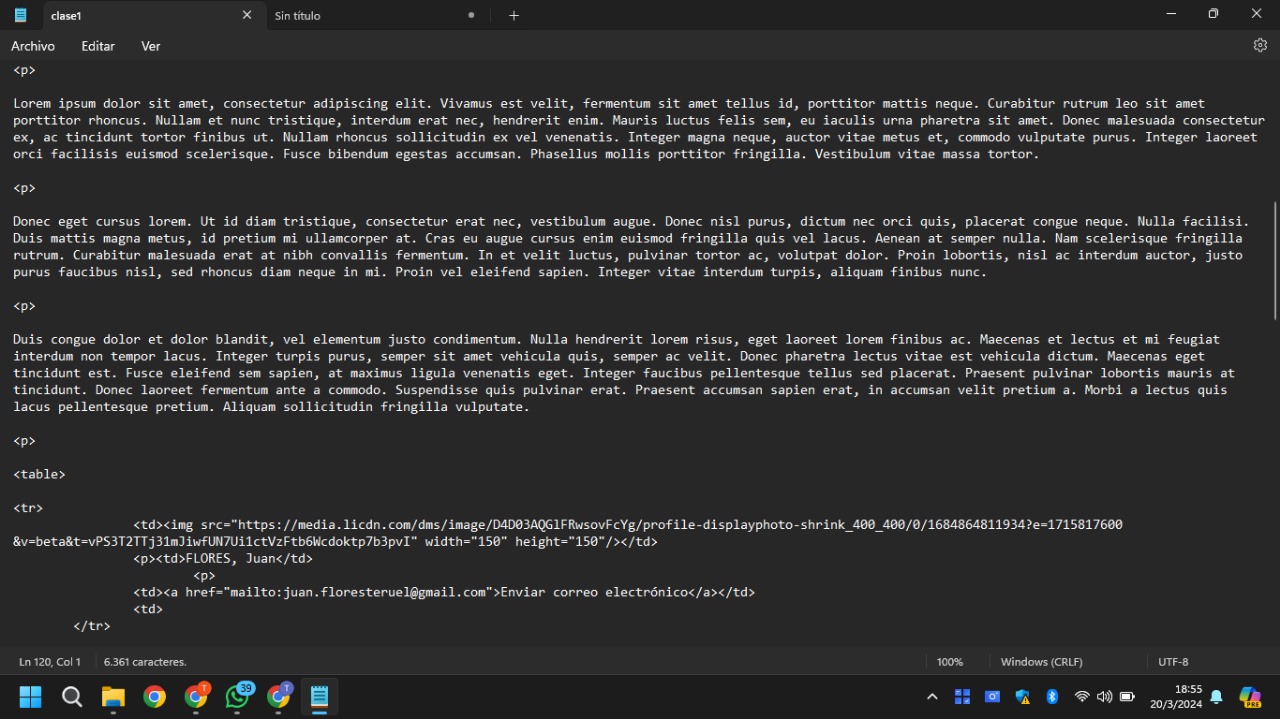 clase1
Sin título
Archivo Editar Ver
<p>
Lorem ipsum dolor sit amet, consectetur adipiscing elit. Vivamus est velit, fermentum sit amet tellus id, porttitor mattis neque. Curabitur rutrum leo sit amet
porttitor rhoncus. Nullam et nunc tristique, interdum erat nec, hendrerit enim. Mauris luctus felis sem, eu iaculis urna pharetra sit amet. Donec malesuada consectetur
ex, ac tincidunt tortor finibus ut. Nullam rhoncus sollicitudin ex vel venenatis. Integer magna neque, auctor vitae metus et, commodo vulputate purus. Integer laoreet
orci facilisis euismod scelerisque. Fusce bibendum egestas accumsan. Phasellus mollis porttitor fringilla. Vestibulum vitae massa tortor.
<p>
Donec eget cursus lorem. Ut id diam tristique, consectetur erat nec, vestibulum augue. Donec nisl purus, dictum nec orci quis, placerat congue neque. Nulla facilisi.
Duis mattis magna metus, id pretium mi ullamcorper at. Cras eu augue cursus enim euismod fringilla quis vel lacus. Aenean at semper nulla. Nam scelerisque fringilla
rutrum. Curabitur malesuada erat at nibh convallis fermentum. In et velit luctus, pulvinar tortor ac, volutpat dolor. Proin lobortis, nisl ac interdum auctor, justo
purus faucibus nisl, sed rhoncus diam neque in mi. Proin vel eleifend sapien. Integer vitae interdum turpis, aliquam finibus nunc.
<p>
Duis congue dolor et dolor blandit, vel elementum justo condimentum. Nulla hendrerit lorem risus, eget laoreet lorem finibus ac. Maecenas et lectus et mi feugiat
interdum non tempor lacus. Integer turpis purus, semper sit amet vehicula quis, semper ac velit. Donec pharetra lectus vitae est vehicula dictum. Maecenas eget
tincidunt est. Fusce eleifend sem sapien, at maximus ligula venenatis eget. Integer faucibus pellentesque tellus sed placerat. Praesent pulvinar lobortis mauris at
tincidunt. Donec laoreet fermentum ante a commodo. Suspendisse quis pulvinar erat. Praesent accumsan sapien erat, in accumsan velit pretium a. Morbi a lectus quis
lacus pellentesque pretium. Aliquam sollicitudin fringilla vulputate.
<p>
<table>
<tr>
<td><img src="https://media.licdn.com/dms/image/D4D03AQGlFRwsovFcYg/profile-displayphoto-shrink_400_400/0/1684864811934?e=1715817600
&v=beta&t=vPS3T2TTj31mJiwfUN7Ui1ctVzFtb6Wcdoktp7b3pvI" width="150" height="150"/></td>
<p><td>FLORES, Juan</td>
<p>
<td><a href="mailto:juan.floresteruel@gmail.com">Enviar correo electrónico</a></td>
<td>
</tr>
Ln 120, Col 1 6.361 caracteres. 100% Windows (CRLF) UTF-8
T
39
T
18:55
20/3/2024
PRE